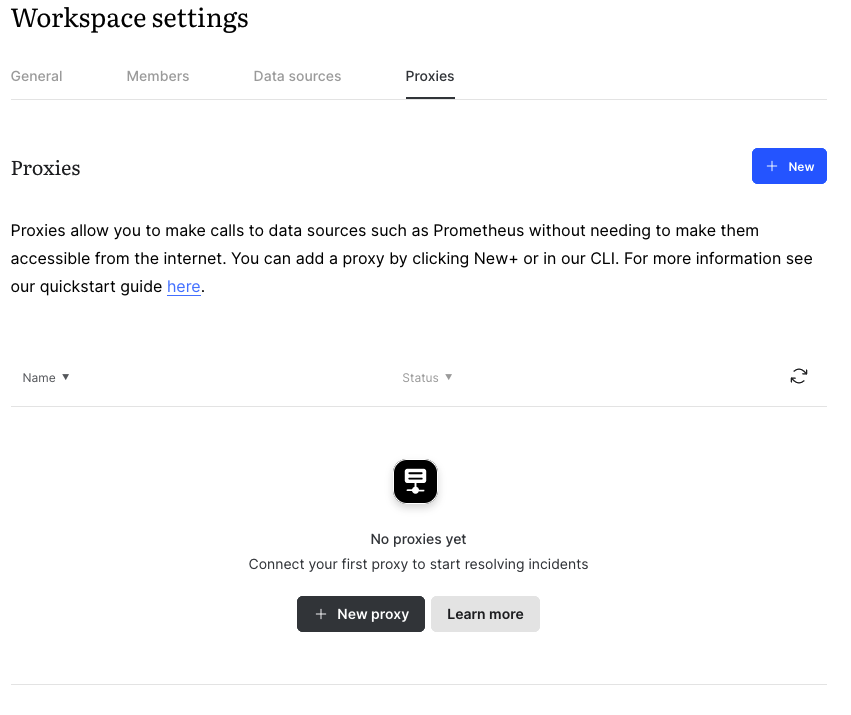 Workspace settings
General Members Data sources Proxies
Proxies
+ New
Proxies allow you to make calls to data sources such as Prometheus without needing to make them
accessible from the internet. You can add a proxy by clicking New+ or in our CLI. For more information see
our quickstart guide here.
Name ▼ Status ▼
No proxies yet
Connect your first proxy to start resolving incidents
+ New proxy Learn more